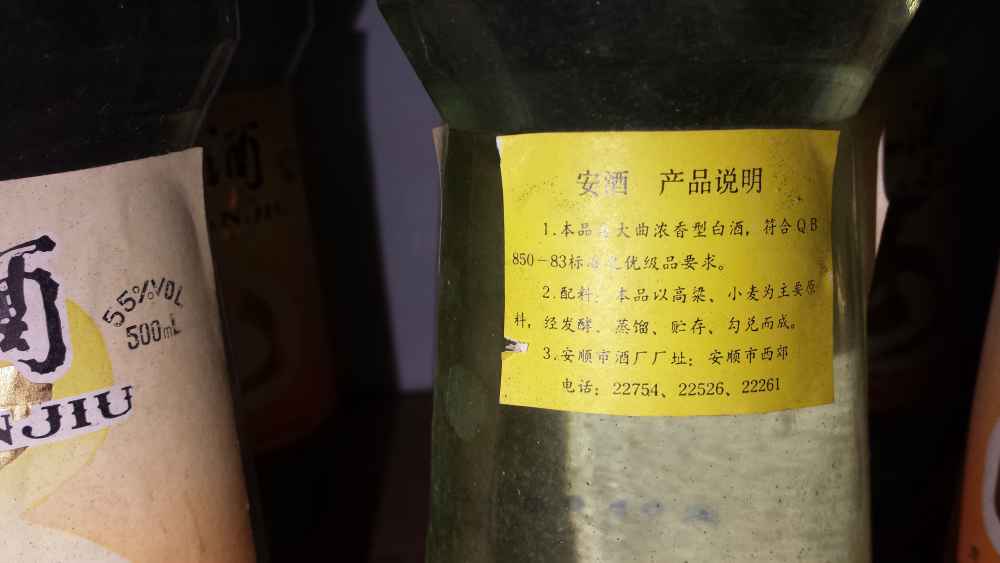 酒
55%VOL
500mL
NJIU
安酒 产品说明
1.本品 大曲浓香型白酒，符合QB
850-83标 优级品要求。
2.配料：本品以高粱、小麦为主要原
料，经发酵、蒸馏、贮存、勾兑而成。
3.安顺市酒厂厂址：安顺市西郊
电话：22754、22526、22261
酒